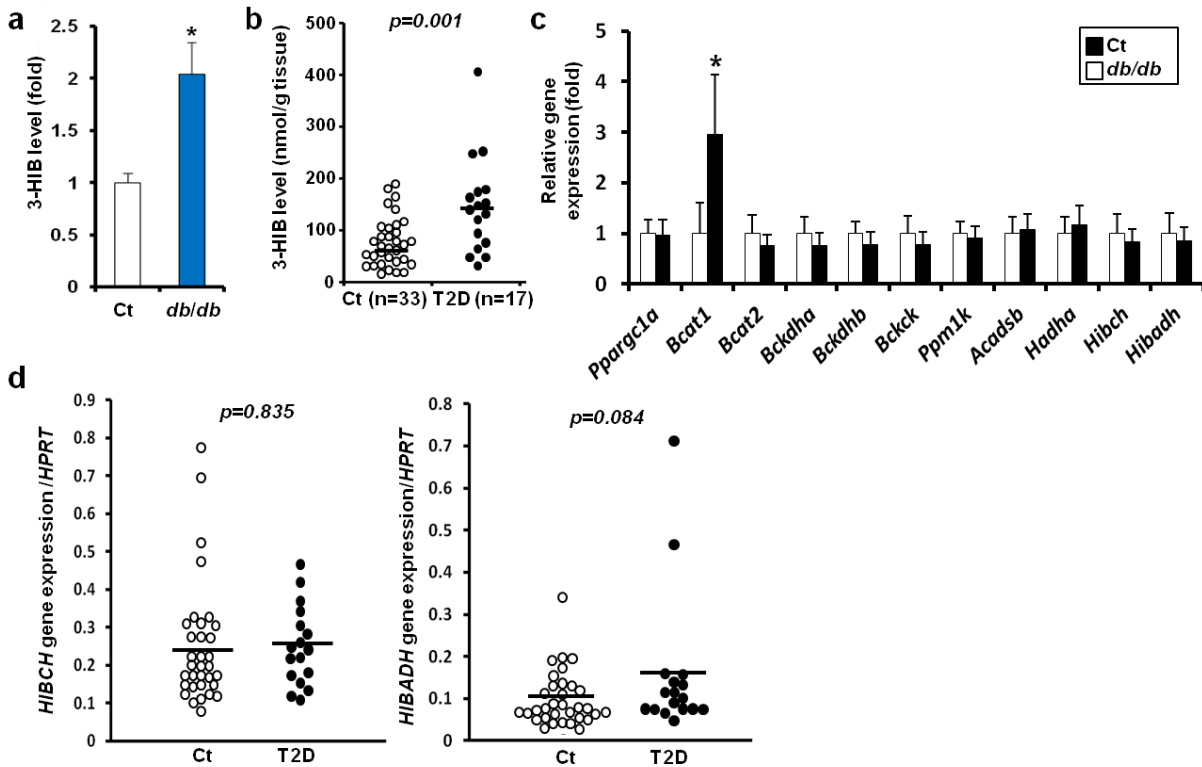 a
3-HIB level (fold)
2.5
2
1.5
1
0.5
0
*
Ct
db/db
b
3-HIB level (nmol/g tissue)
p=0.001
500
400
300
200
100
0
Ct (n=33)
T2D (n=17)
c
Relative gene
expression (fold)
5
4
3
2
1
0
*
Ct
db/db
Ppargc1a
Bcat1
Bcat2
Bckdha
Bckdhb
Bckck
Ppm1k
Acadsb
Hadha
Hibch
Hibadh
d
HIBCH gene expression /HPRT
p=0.835
0.9
0.8
0.7
0.6
0.5
0.4
0.3
0.2
0.1
0
Ct
T2D
HIBADH gene expression/HPRT
p=0.084
0.8
0.7
0.6
0.5
0.4
0.3
0.2
0.1
0
Ct
T2D